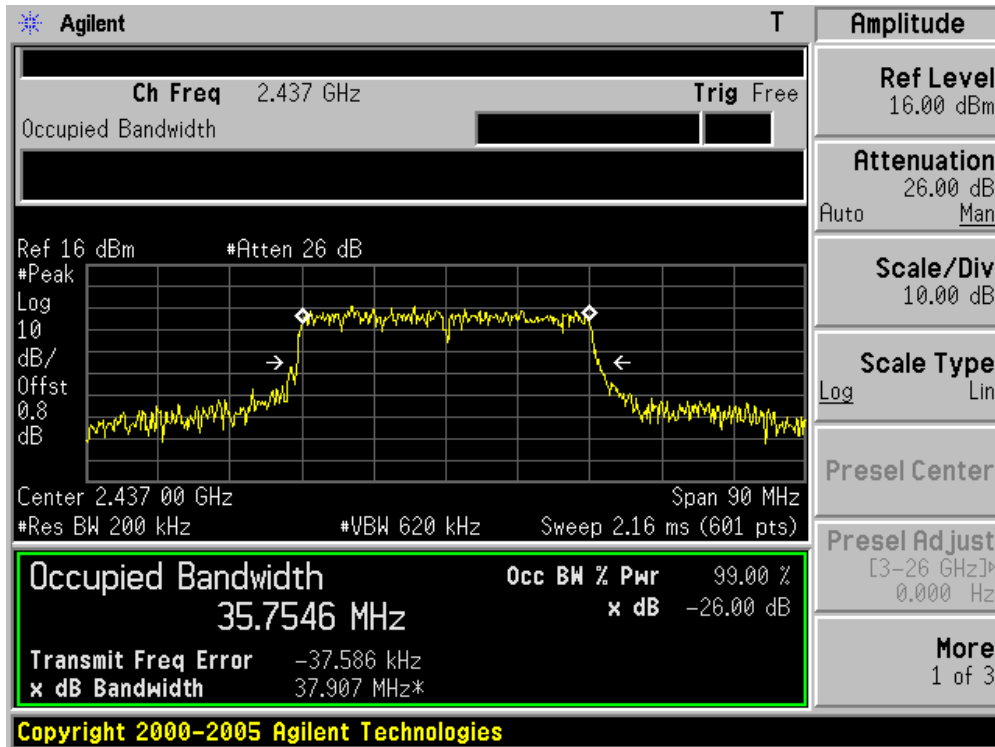 Agilent T
Ch Freq 2.437 GHz Trig Free
Occupied Bandwidth
Ref 16 dBm #Atten 26 dB
#Peak
Log
10
dB/
Offst
0.8
dB
Center 2.437 00 GHz Span 90 MHz
#Res BW 200 kHz #VBW 620 kHz Sweep 2.16 ms (601 pts)
Occupied Bandwidth
35.7546 MHz
Occ BW % Pwr 99.00 %
x dB -26.00 dB
Transmit Freq Error -37.586 kHz
x dB Bandwidth 37.907 MHz*
Copyright 2000-2005 Agilent Technologies
Amplitude
Ref Level
16.00 dBm
Attenuation
26.00 dB
Auto Man
Scale/Div
10.00 dB
Scale Type
Log Lin
Presel Center
Presel Adjust
[3-26 GHz]
0.000 Hz
More
1 of 3